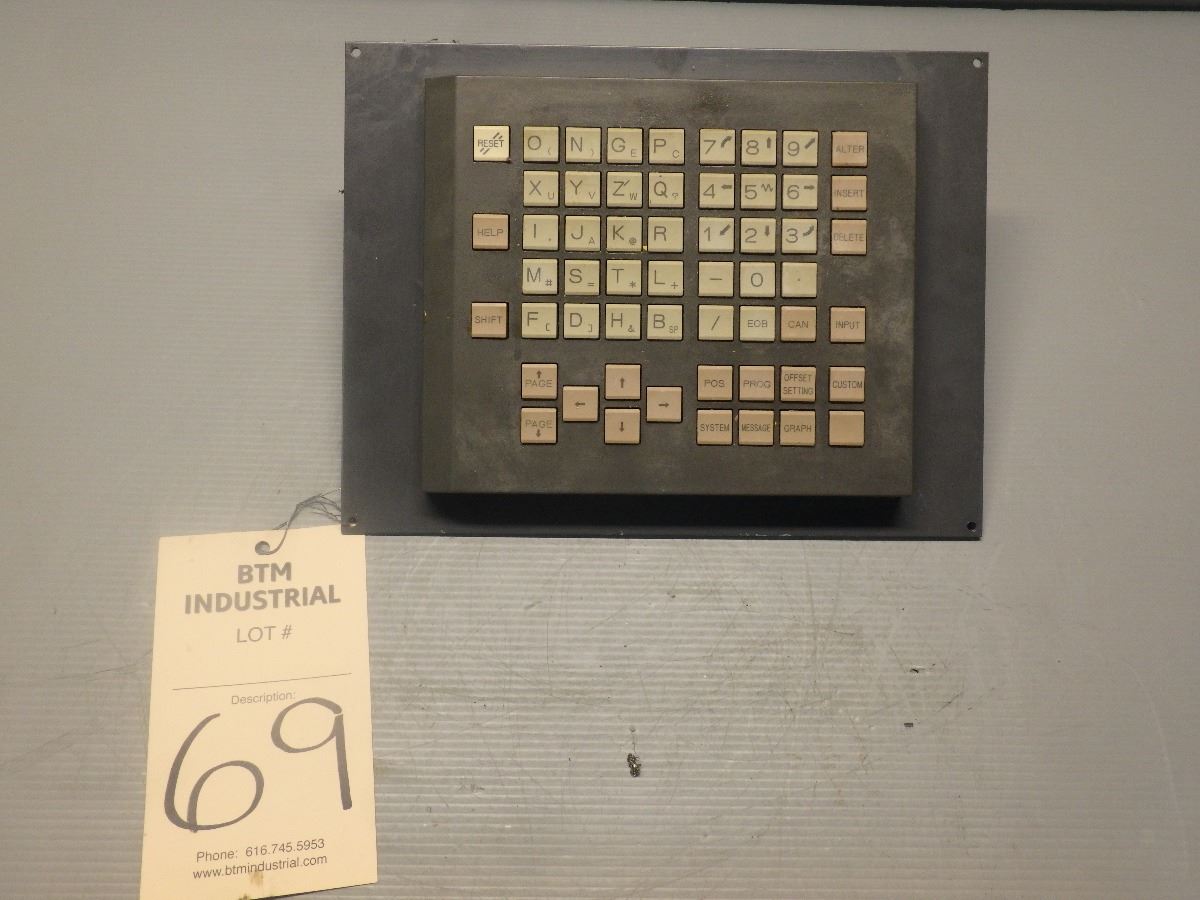 RESET O ( N ) G E P C 7 8 9 ALTER
X U Y V Z W Q ? 4 5 6 INSERT
HELP I , J A K @ R 1 2 3 DELETE
M # S = T * L + - 0 .
SHIFT F [ D ] H & B SP / EOB CAN INPUT
↑ PAGE ↑ POS PROG OFFSET SETTING CUSTOM
← →
PAGE ↓ ↓ SYSTEM MESSAGE GRAPH
BTM
INDUSTRIAL
LOT #
Description:
69
Phone: 616.745.5953
www.btmindustrial.com